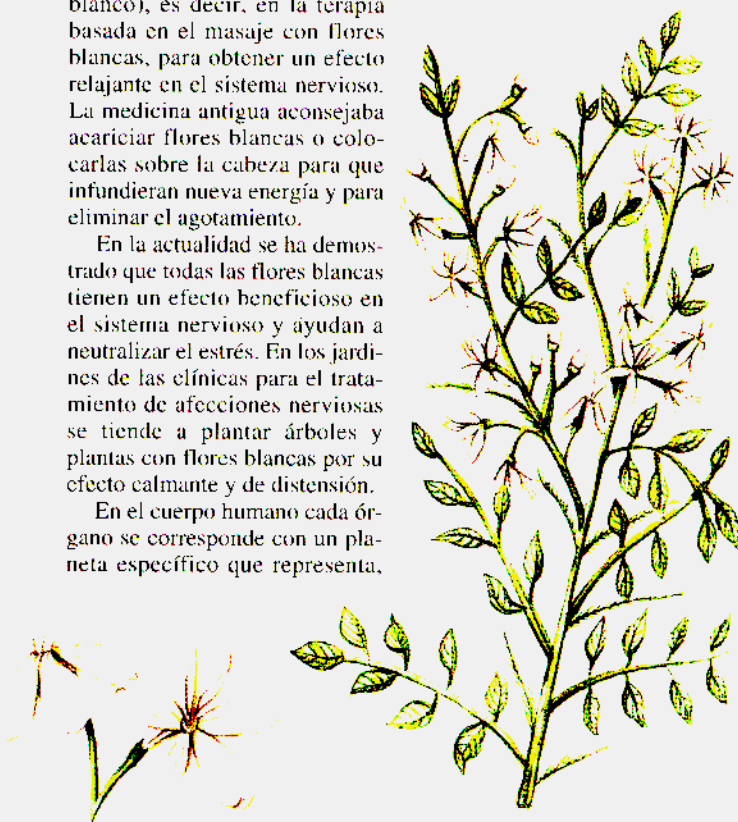 blanco), es decir, en la terapia
basada en el masaje con flores
blancas, para obtener un efecto
relajante en el sistema nervioso.
La medicina antigua aconsejaba
acariciar flores blancas o colo-
carlas sobre la cabeza para que
infundieran nueva energía y para
eliminar el agotamiento.
En la actualidad se ha demos-
trado que todas las flores blancas
tienen un efecto beneficioso en
el sistema nervioso y ayudan a
neutralizar el estrés. En los jardi-
nes de las clínicas para el trata-
miento de afecciones nerviosas
se tiende a plantar árboles y
plantas con flores blancas por su
efecto calmante y de distensión.
En el cuerpo humano cada ór-
gano se corresponde con un pla-
neta específico que representa,